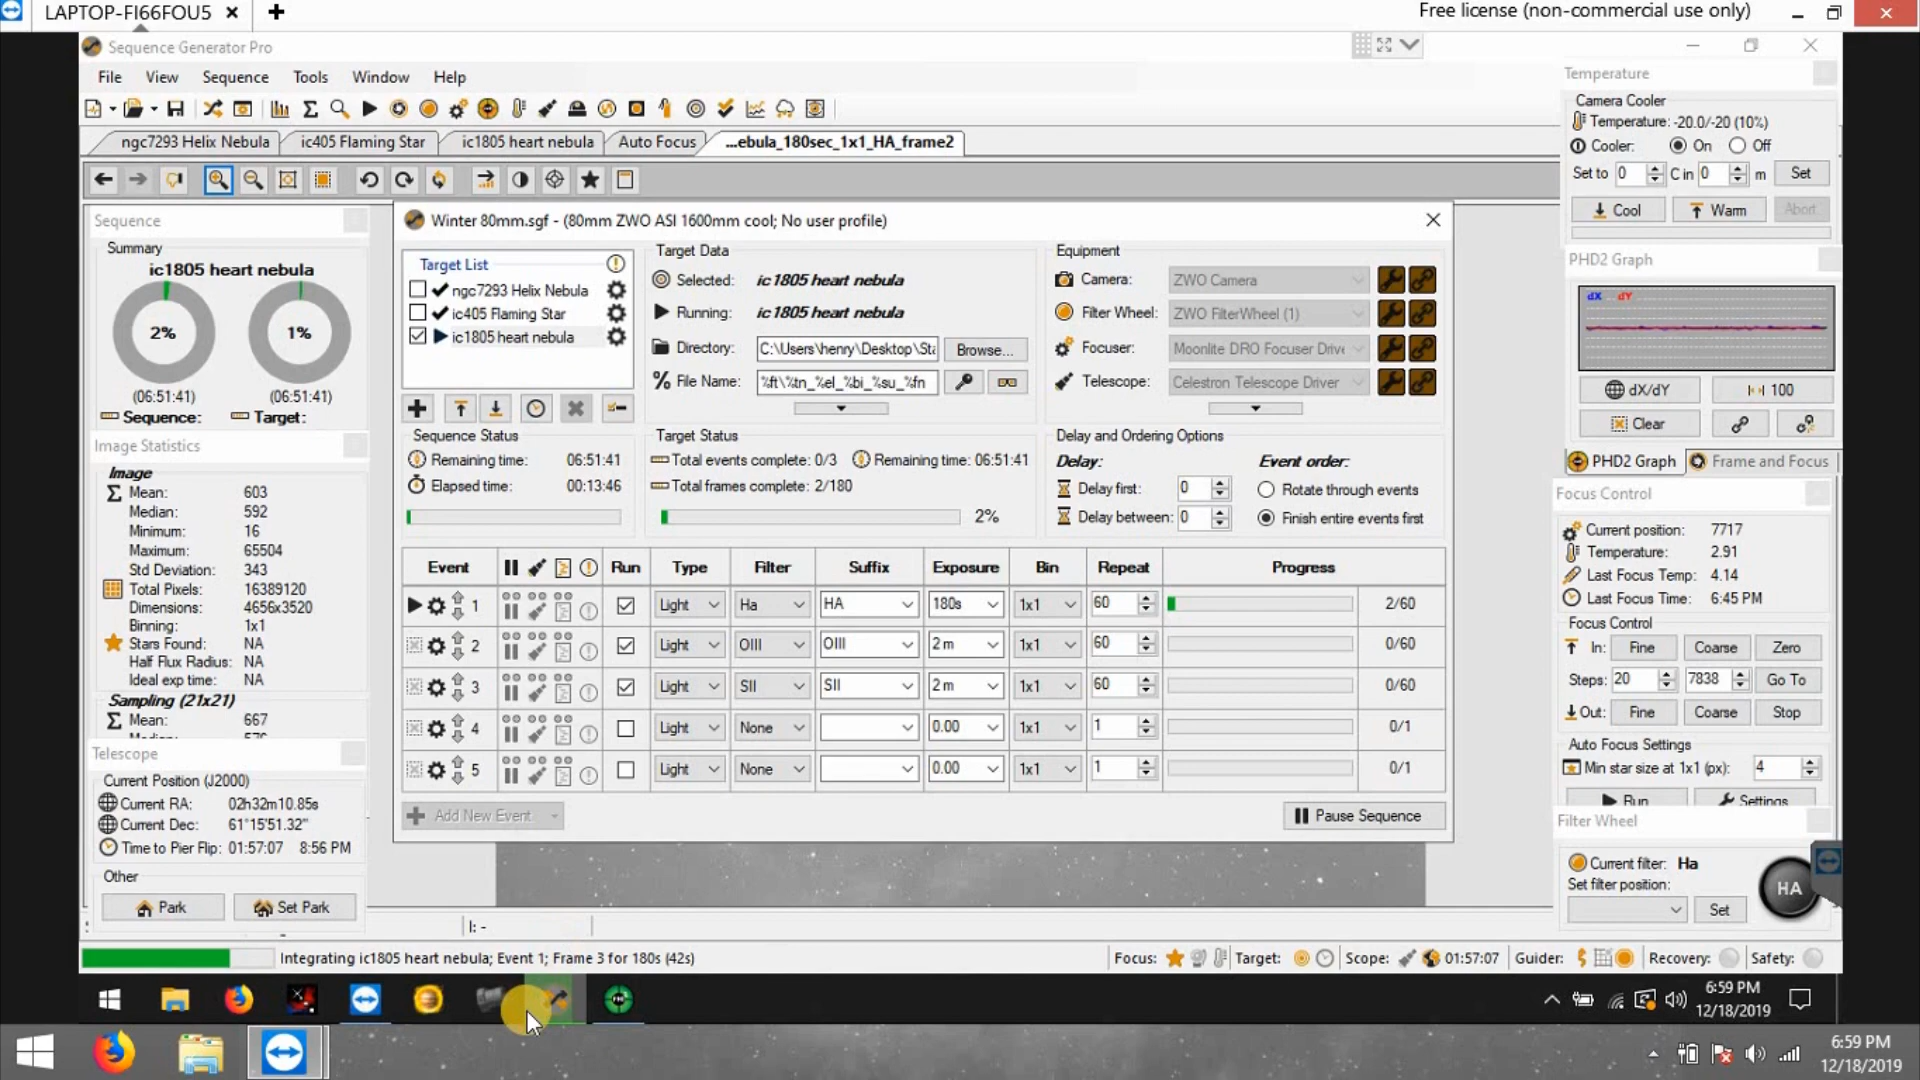 LAPTOP-FI66FOU5 × +
Free license (non-commercial use only)
Sequence Generator Pro
File View Sequence Tools Window Help
ngc7293 Helix Nebula ic405 Flaming Star ic1805 heart nebula Auto Focus ...ebula_180sec_1x1_HA_frame2
Sequence
Summary
ic1805 heart nebula
2% 1%
(06:51:41) (06:51:41)
Sequence: Target:
Image Statistics
Image
Mean: 603
Median: 592
Minimum: 16
Maximum: 65504
Std Deviation: 343
Total Pixels: 16389120
Dimensions: 4656x3520
Binning: 1x1
Stars Found: NA
Half Flux Radius: NA
Ideal exp time: NA
Sampling (21x21)
Mean: 667
Telescope
Current Position (J2000)
Current RA: 02h32m10.85s
Current Dec: 61°15'51.32"
Time to Pier Flip: 01:57:07 8:56 PM
Other
Park Set Park
Winter 80mm.sgf - (80mm ZWO ASI 1600mm cool; No user profile)
Target List
ngc7293 Helix Nebula
ic405 Flaming Star
ic1805 heart nebula
Target Data
Selected: ic1805 heart nebula
Running: ic1805 heart nebula
Directory: C:\Users\henry\Desktop\Sta Browse...
File Name: %ft\%tn_%el_%bi_%su_%fn
Equipment
Camera: ZWO Camera
Filter Wheel: ZWO FilterWheel (1)
Focuser: Moonlite DRO Focuser Drive
Telescope: Celestron Telescope Driver
Sequence Status
Remaining time: 06:51:41
Elapsed time: 00:13:46
Target Status
Total events complete: 0/3 Remaining time: 06:51:41
Total frames complete: 2/180
2%
Delay and Ordering Options
Delay: Event order:
Delay first: 0 Rotate through events
Delay between: 0 Finish entire events first
Event Run Type Filter Suffix Exposure Bin Repeat Progress
1 Light Ha HA 180s 1x1 60 2/60
2 Light OIII OIII 2 m 1x1 60 0/60
3 Light SII SII 2 m 1x1 60 0/60
4 Light None 0.00 1x1 1 0/1
5 Light None 0.00 1x1 1 0/1
Add New Event Pause Sequence
I: -
Temperature
Camera Cooler
Temperature: -20.0/-20 (10%)
Cooler: On Off
Set to 0 C in 0 m Set
Cool Warm Abort
PHD2 Graph
dX dY
dX/dY 100
Clear
PHD2 Graph Frame and Focus
Focus Control
Current position: 7717
Temperature: 2.91
Last Focus Temp: 4.14
Last Focus Time: 6:45 PM
Focus Control
In: Fine Coarse Zero
Steps: 20 7838 Go To
Out: Fine Coarse Stop
Auto Focus Settings
Min star size at 1x1 (px): 4
Run Settings
Filter Wheel
Current filter: Ha
Set filter position:
Set
HA
Integrating ic1805 heart nebula; Event 1; Frame 3 for 180s (42s)
Focus: Target: Scope: 01:57:07 Guider: Recovery: Safety:
6:59 PM
12/18/2019
6:59 PM
12/18/2019